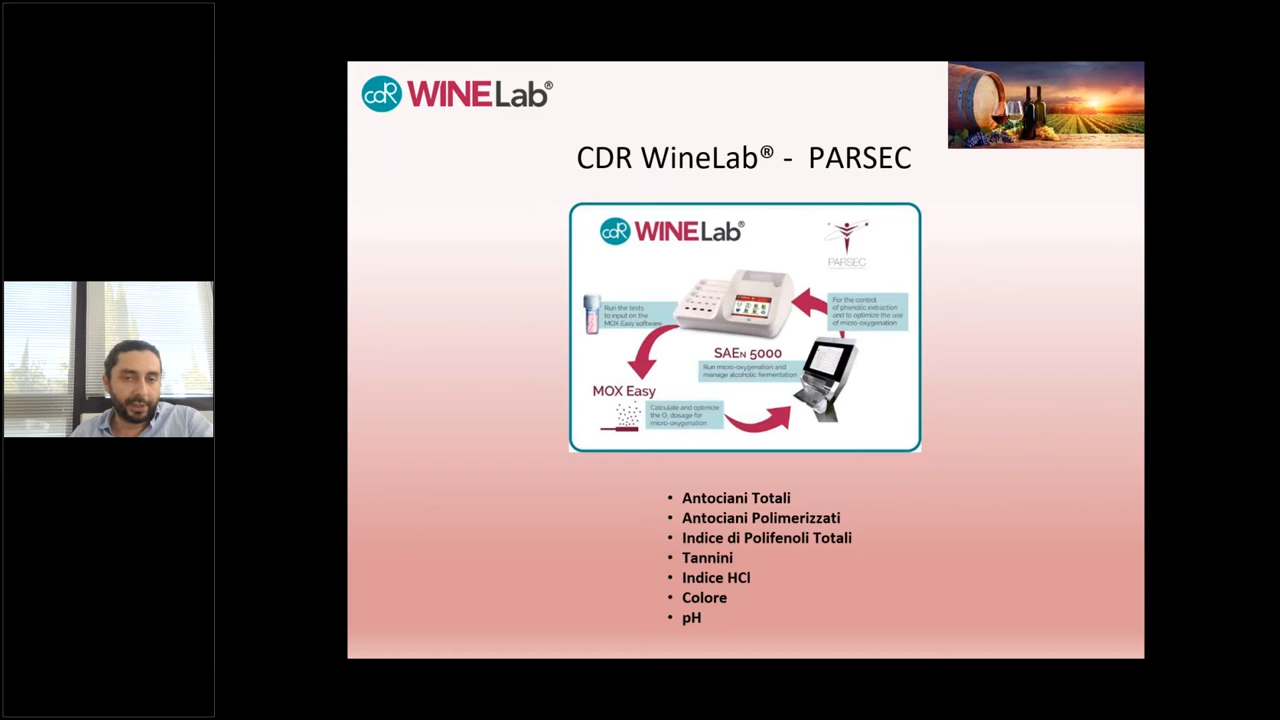 cdR WINELab®
CDR WineLab® - PARSEC
cdR WINELab®
PARSEC
Run the tests
to input on the
MOX Easy software
For the control
of phenolic extraction
and to optimize the use
of micro-oxygenation
SAEN 5000
Run micro-oxygenation and
manage alcoholic fermentation
MOX Easy
Calculate and optimize
the O2 dosage for
micro-oxygenation
• Antociani Totali
• Antociani Polimerizzati
• Indice di Polifenoli Totali
• Tannini
• Indice HCl
• Colore
• pH